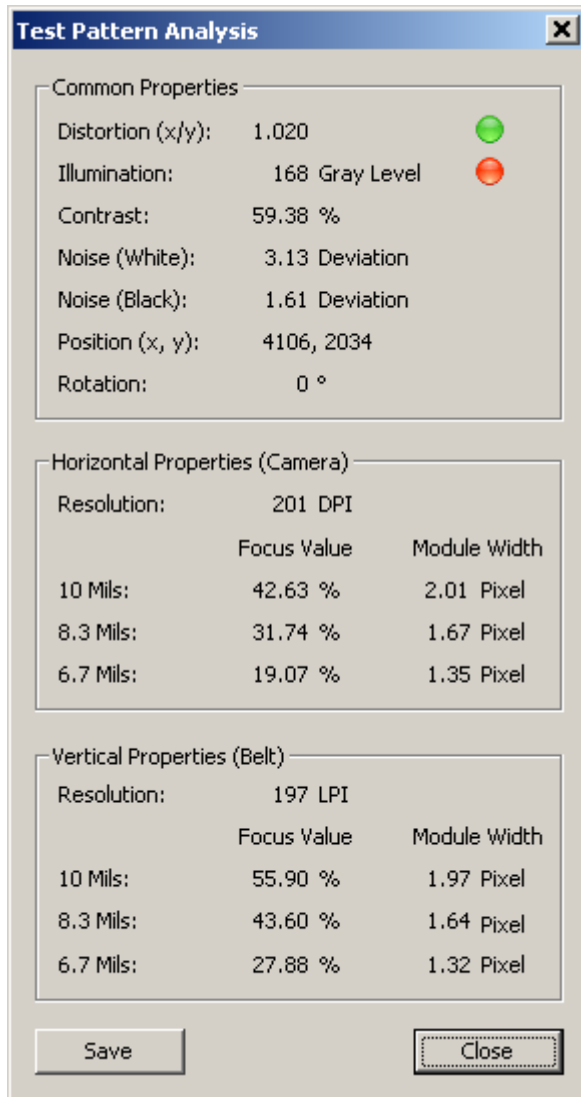 Test Pattern Analysis
Common Properties
Distortion (x/y): 1.020
Illumination: 168 Gray Level
Contrast: 59.38 %
Noise (White): 3.13 Deviation
Noise (Black): 1.61 Deviation
Position (x, y): 4106, 2034
Rotation: 0 °
Horizontal Properties (Camera)
Resolution: 201 DPI
Focus Value Module Width
10 Mils: 42.63 % 2.01 Pixel
8.3 Mils: 31.74 % 1.67 Pixel
6.7 Mils: 19.07 % 1.35 Pixel
Vertical Properties (Belt)
Resolution: 197 LPI
Focus Value Module Width
10 Mils: 55.90 % 1.97 Pixel
8.3 Mils: 43.60 % 1.64 Pixel
6.7 Mils: 27.88 % 1.32 Pixel
Save Close